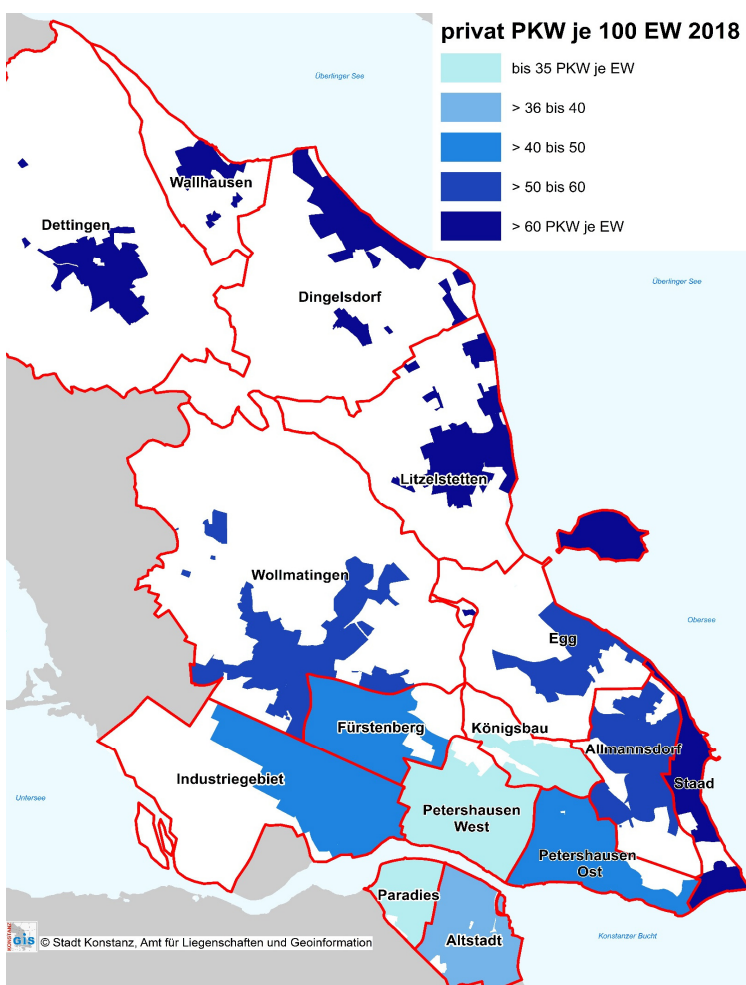 privat PKW je 100 EW 2018
bis 35 PKW je EW
> 36 bis 40
> 40 bis 50
> 50 bis 60
> 60 PKW je EW
Überlinger See
Wallhausen
Dettingen
Überlinger See
Dingelsdorf
Litzelstetten
Wollmatingen
Obersee
Egg
Königsbau
Fürstenberg
Allmannsdorf
Industriegebiet
Staad
Untersee
Petershausen
West
Petershausen
Ost
Paradies
Altstadt
Konstanzer Bucht
KONSTANZ
GIS
© Stadt Konstanz, Amt für Liegenschaften und Geoinformation